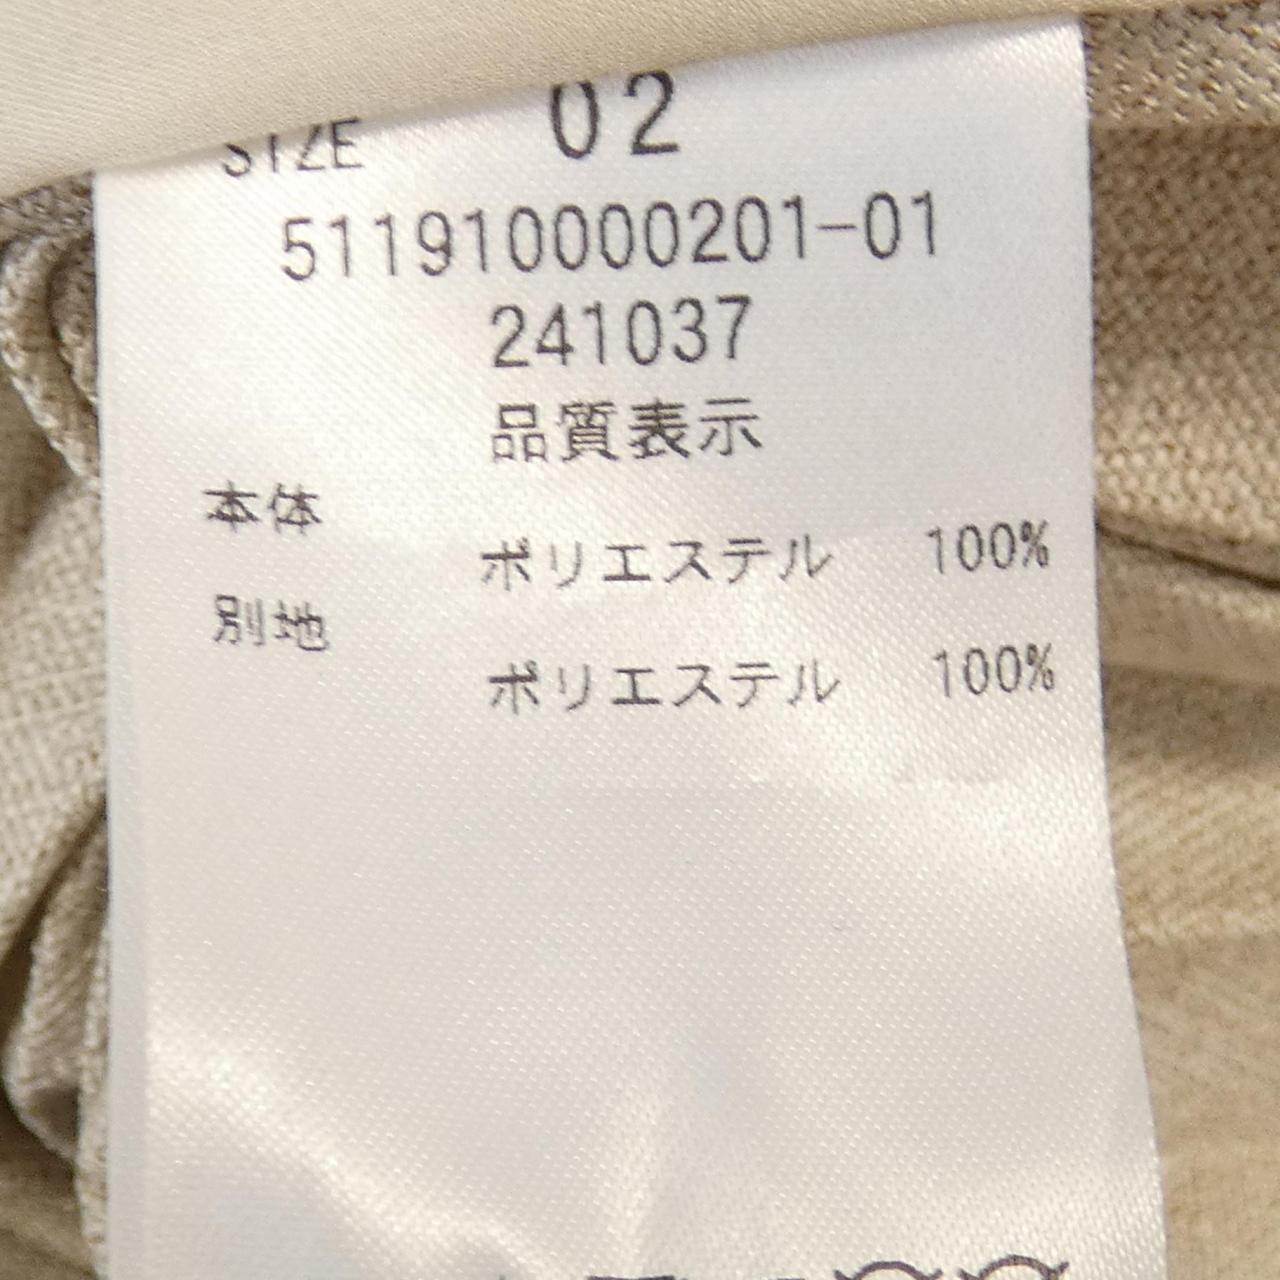 SIZE 02
511910000201-01
241037
品質表示
本体
ポリエステル 100%
別地
ポリエステル 100%